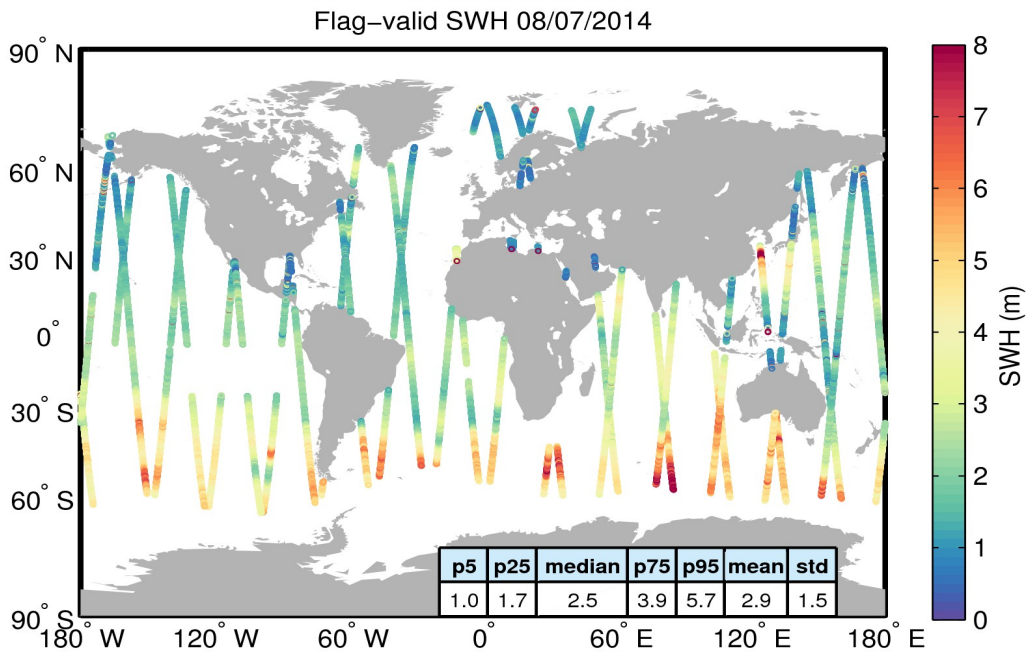 Flag−valid SWH 08/07/2014
90° N
60° N
30° N
0°
30° S
60° S
90° S
180° W
120° W
60° W
0°
60° E
120° E
180° E
p5 p25 median p75 p95 mean std
1.0 1.7 2.5 3.9 5.7 2.9 1.5
8
7
6
5
4
3
2
1
0
SWH (m)